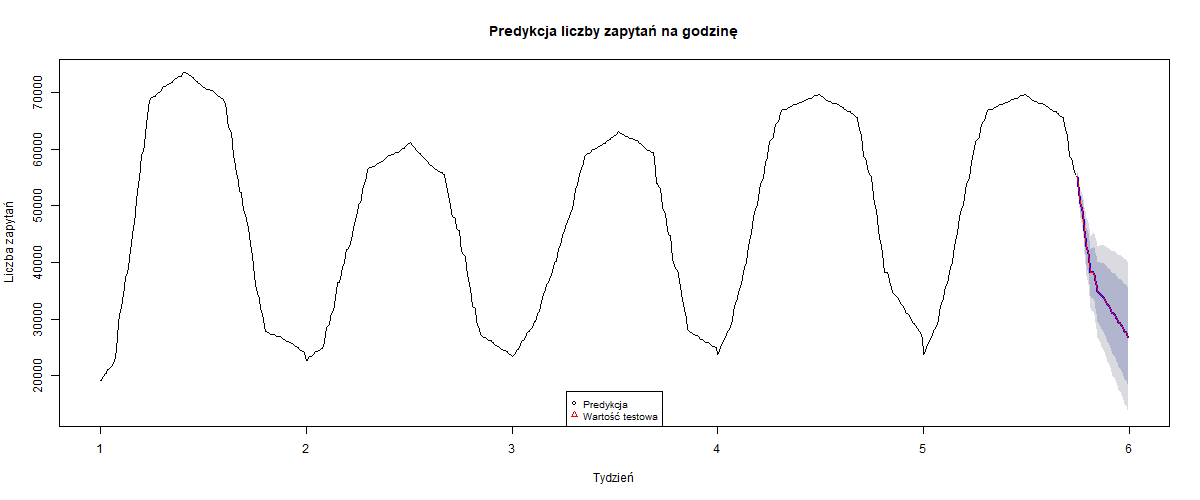 Predykcja liczby zapytań na godzinę
Liczba zapytań
70000
60000
50000
40000
30000
20000
Predykcja
Wartość testowa
1 2 3 4 5 6
Tydzień